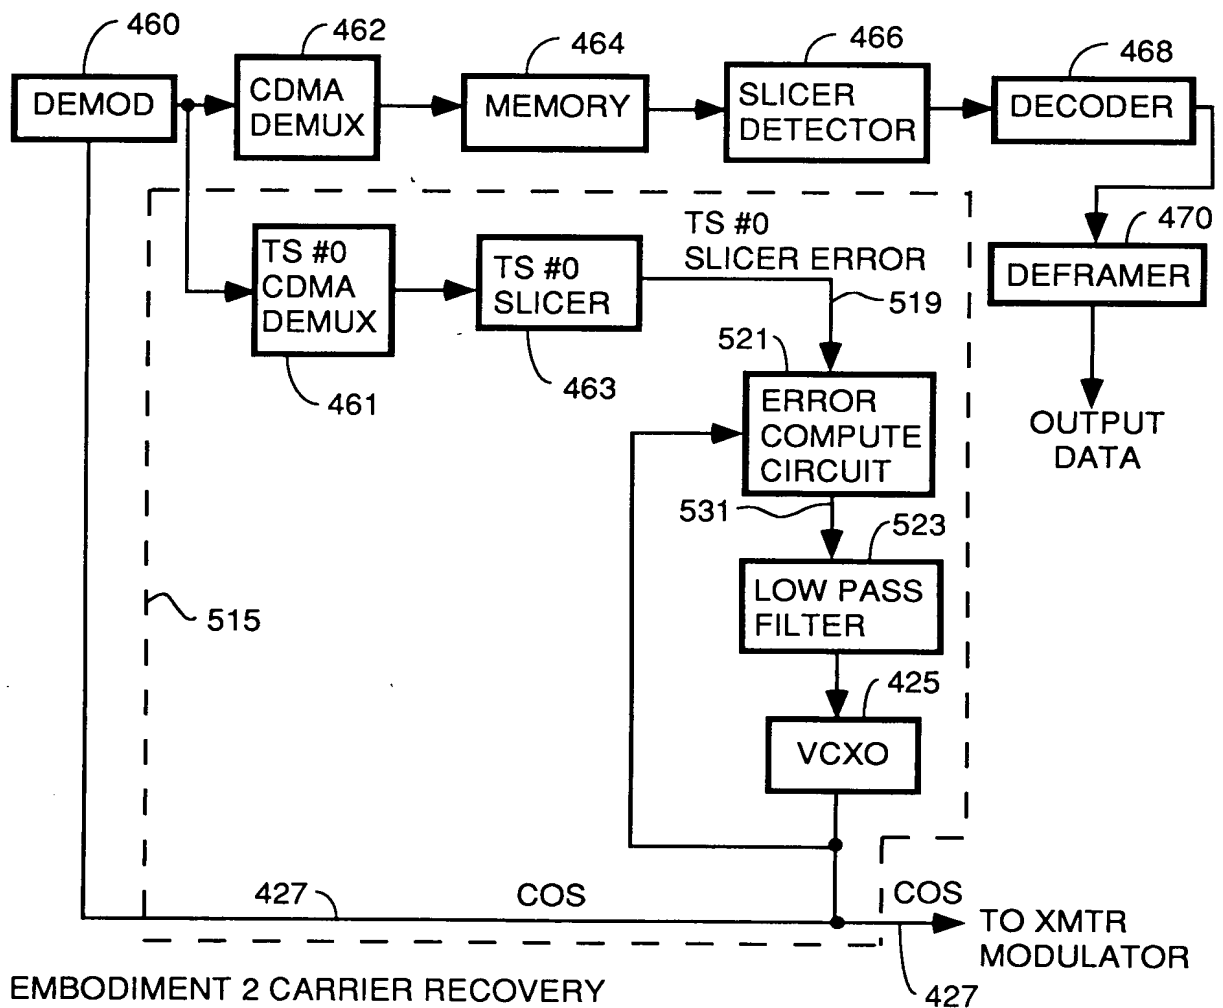 460
462
464
466
468
DEMOD
CDMA
DEMUX
MEMORY
SLICER
DETECTOR
DECODER
TS #0
CDMA
DEMUX
461
TS #0
SLICER
463
TS #0
SLICER ERROR
519
470
DEFRAMER
OUTPUT
DATA
521
ERROR
COMPUTE
CIRCUIT
531
523
LOW PASS
FILTER
515
425
VCXO
427
COS
COS
TO XMTR
MODULATOR
427
EMBODIMENT 2 CARRIER RECOVERY